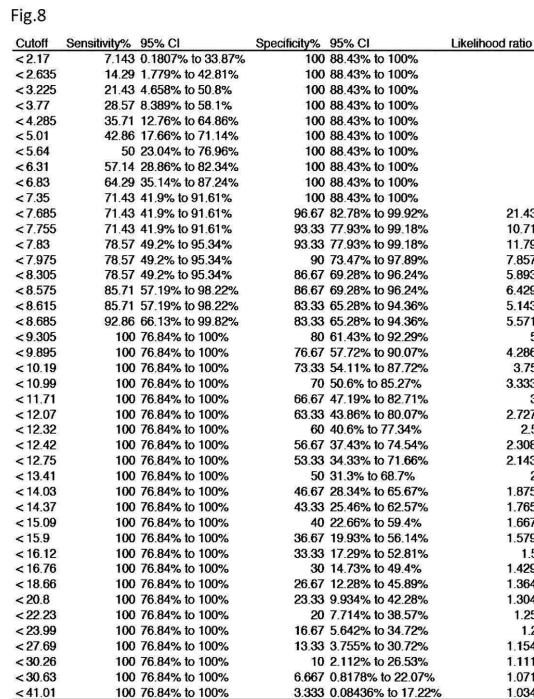 Fig.8
Cutoff Sensitivity% 95% CI Specificity% 95% CI Likelihood ratio
< 2.17 7.143 0.1807% to 33.87% 100 88.43% to 100%
< 2.635 14.29 1.779% to 42.81% 100 88.43% to 100%
< 3.225 21.43 4.658% to 50.8% 100 88.43% to 100%
< 3.77 28.57 8.389% to 58.1% 100 88.43% to 100%
< 4.285 35.71 12.76% to 64.86% 100 88.43% to 100%
< 5.01 42.86 17.66% to 71.14% 100 88.43% to 100%
< 5.64 50 23.04% to 76.96% 100 88.43% to 100%
< 6.31 57.14 28.86% to 82.34% 100 88.43% to 100%
< 6.83 64.29 35.14% to 87.24% 100 88.43% to 100%
< 7.35 71.43 41.9% to 91.61% 100 88.43% to 100%
< 7.685 71.43 41.9% to 91.61% 96.67 82.78% to 99.92% 21.43
< 7.755 71.43 41.9% to 91.61% 93.33 77.93% to 99.18% 10.71
< 7.83 78.57 49.2% to 95.34% 93.33 77.93% to 99.18% 11.79
< 7.975 78.57 49.2% to 95.34% 90 73.47% to 97.89% 7.857
< 8.305 78.57 49.2% to 95.34% 86.67 69.28% to 96.24% 5.893
< 8.575 85.71 57.19% to 98.22% 86.67 69.28% to 96.24% 6.429
< 8.615 85.71 57.19% to 98.22% 83.33 65.28% to 94.36% 5.143
< 8.685 92.86 66.13% to 99.82% 83.33 65.28% to 94.36% 5.571
< 9.305 100 76.84% to 100% 80 61.43% to 92.29% 5
< 9.895 100 76.84% to 100% 76.67 57.72% to 90.07% 4.286
< 10.19 100 76.84% to 100% 73.33 54.11% to 87.72% 3.75
< 10.99 100 76.84% to 100% 70 50.6% to 85.27% 3.333
< 11.71 100 76.84% to 100% 66.67 47.19% to 82.71% 3
< 12.07 100 76.84% to 100% 63.33 43.86% to 80.07% 2.727
< 12.32 100 76.84% to 100% 60 40.6% to 77.34% 2.5
< 12.42 100 76.84% to 100% 56.67 37.43% to 74.54% 2.308
< 12.75 100 76.84% to 100% 53.33 34.33% to 71.66% 2.143
< 13.41 100 76.84% to 100% 50 31.3% to 68.7% 2
< 14.03 100 76.84% to 100% 46.67 28.34% to 65.67% 1.875
< 14.37 100 76.84% to 100% 43.33 25.46% to 62.57% 1.765
< 15.09 100 76.84% to 100% 40 22.66% to 59.4% 1.667
< 15.9 100 76.84% to 100% 36.67 19.93% to 56.14% 1.579
< 16.12 100 76.84% to 100% 33.33 17.29% to 52.81% 1.5
< 16.76 100 76.84% to 100% 30 14.73% to 49.4% 1.429
< 18.66 100 76.84% to 100% 26.67 12.28% to 45.89% 1.364
< 20.8 100 76.84% to 100% 23.33 9.934% to 42.28% 1.304
< 22.23 100 76.84% to 100% 20 7.714% to 38.57% 1.25
< 23.99 100 76.84% to 100% 16.67 5.642% to 34.72% 1.2
< 27.69 100 76.84% to 100% 13.33 3.755% to 30.72% 1.154
< 30.26 100 76.84% to 100% 10 2.112% to 26.53% 1.111
< 30.63 100 76.84% to 100% 6.667 0.8178% to 22.07% 1.071
< 41.01 100 76.84% to 100% 3.333 0.08436% to 17.22% 1.034